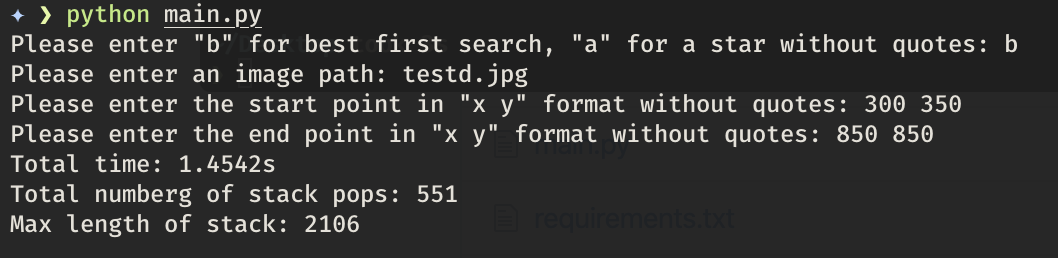 ✦ ❯ python main.py
Please enter "b" for best first search, "a" for a star without quotes: b
Please enter an image path: testd.jpg
Please enter the start point in "x y" format without quotes: 300 350
Please enter the end point in "x y" format without quotes: 850 850
Total time: 1.4542s
main.py
Total numberg of stack pops: 551
Max length of stack: 2106
requirements.txt